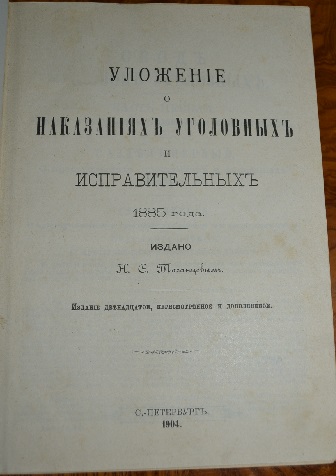 УЛОЖЕНІЕ
О
НАКАЗАНІЯХЪ УГОЛОВНЫХЪ
И
ИСПРАВИТЕЛЬНЫХЪ
1885 года.
ИЗДАНО
Н. С. Таганцевымъ.
Изданіе двѣнадцатое, пересмотрѣнное и дополненное.
С.-ПЕТЕРБУРГЪ.
1904.